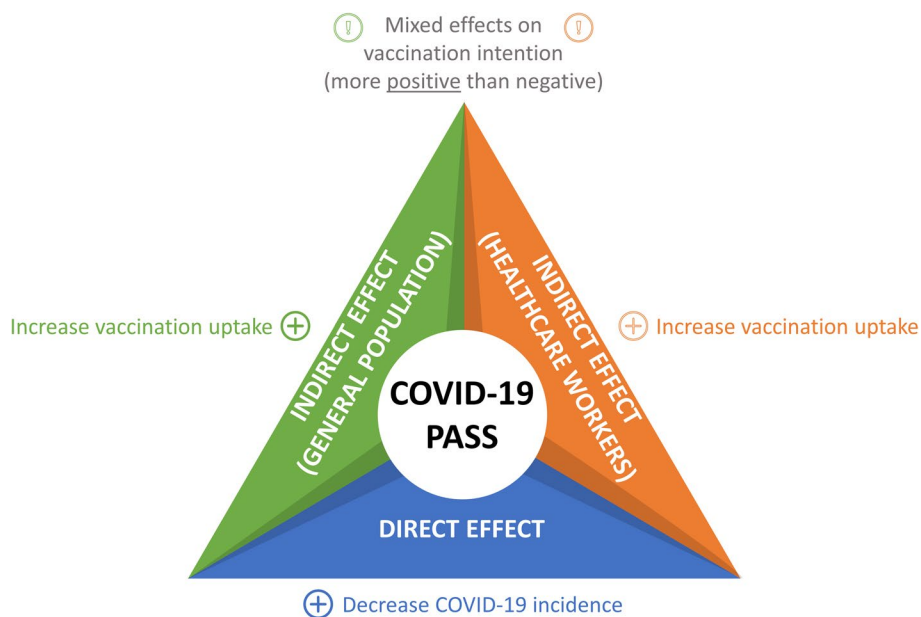 Mixed effects on
vaccination intention
(more positive than negative)
INDIRECT EFFECT
(GENERAL POPULATION)
INDIRECT EFFECT
(HEALTHCARE WORKERS)
Increase vaccination uptake
Increase vaccination uptake
COVID-19
PASS
DIRECT EFFECT
Decrease COVID-19 incidence